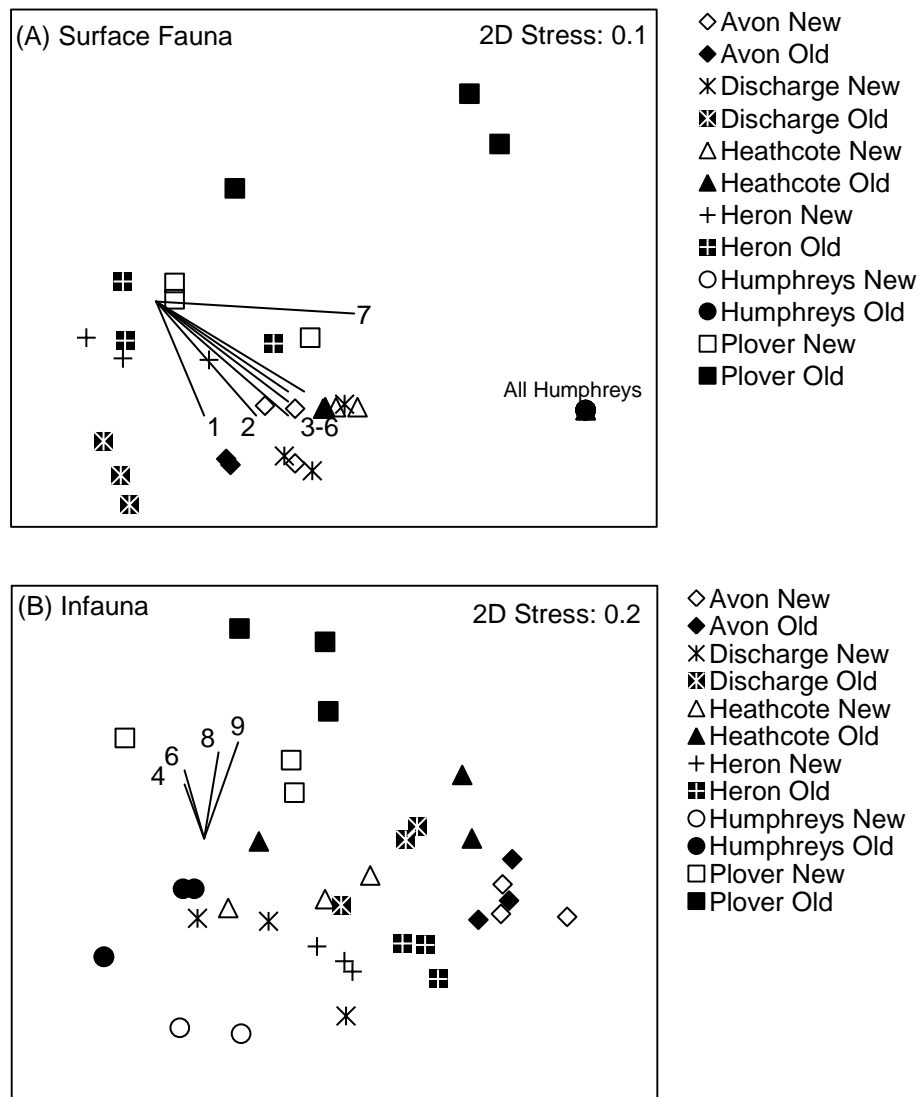 (A) Surface Fauna
2D Stress: 0.1
7
All Humphreys
1 2 3-6
Avon New
Avon Old
Discharge New
Discharge Old
Heathcote New
Heathcote Old
Heron New
Heron Old
Humphreys New
Humphreys Old
Plover New
Plover Old
(B) Infauna
2D Stress: 0.2
9
8
6
4
Avon New
Avon Old
Discharge New
Discharge Old
Heathcote New
Heathcote Old
Heron New
Heron Old
Humphreys New
Humphreys Old
Plover New
Plover Old